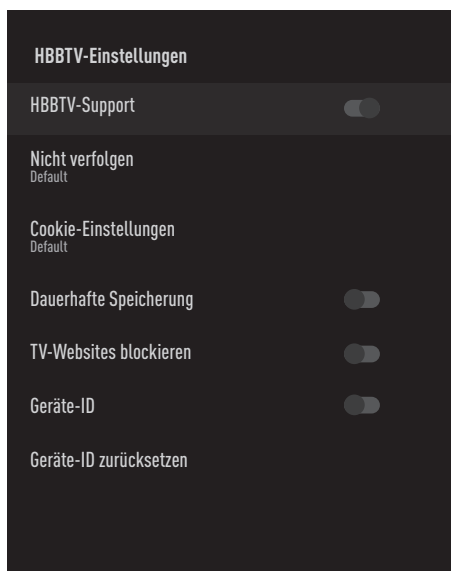 HBBTV-Einstellungen
HBBTV-Support
Nicht verfolgen
Default
Cookie-Einstellungen
Default
Dauerhafte Speicherung
TV-Websites blockieren
Geräte-ID
Geräte-ID zurücksetzen